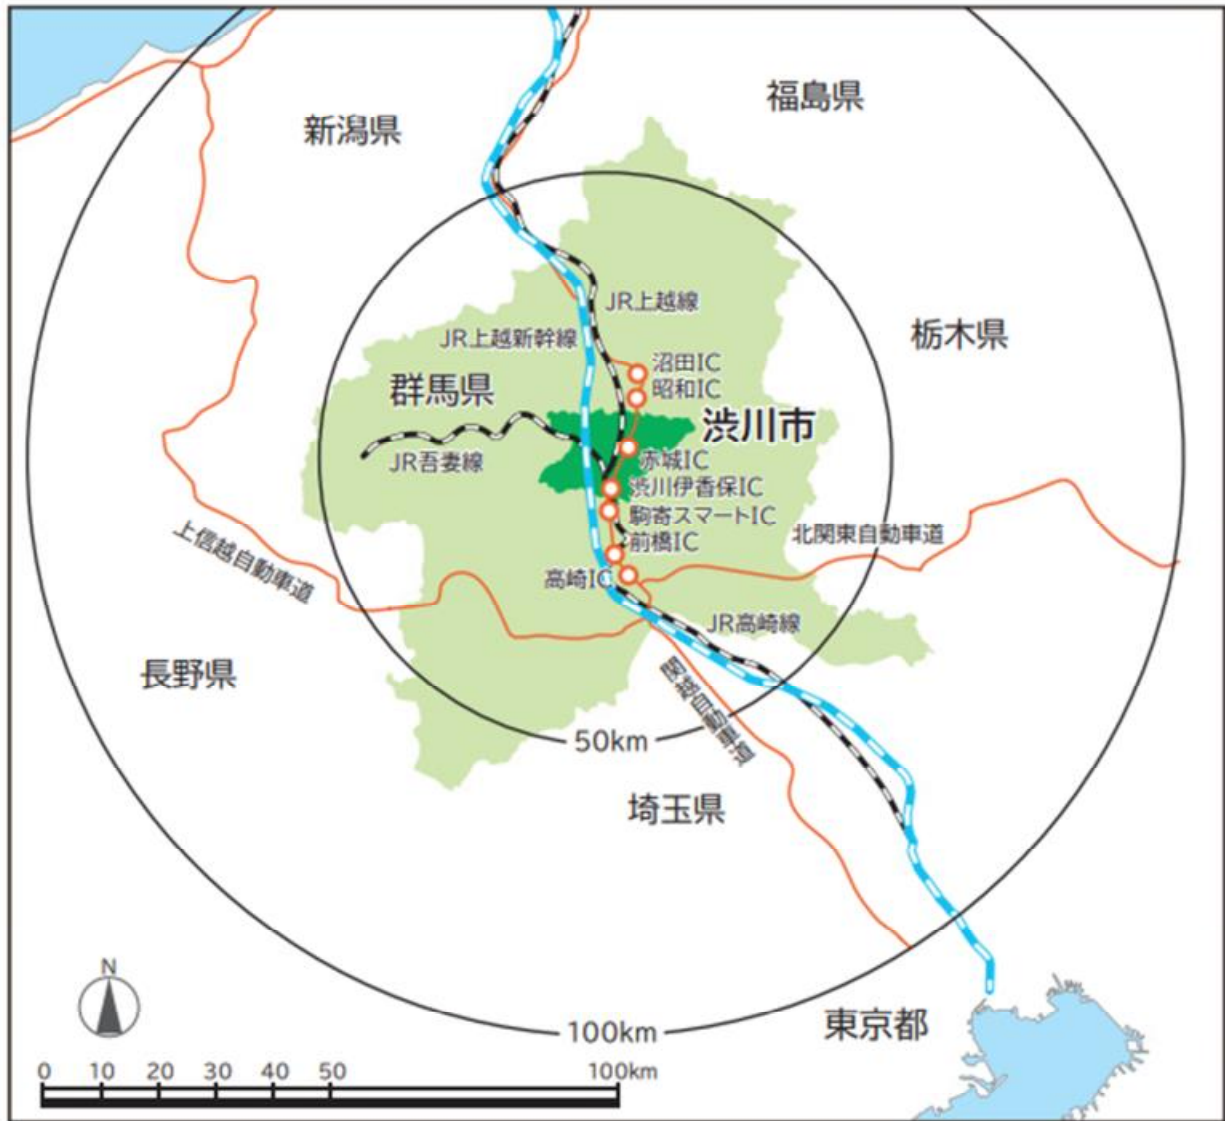 福島県
新潟県
JR上越線
JR上越新幹線
栃木県
沼田IC
群馬県
昭和IC
渋川市
JR吾妻線
赤城IC
渋川伊香保IC
駒寄スマートIC
上信越自動車道
北関東自動車道
前橋IC
高崎IC
JR高崎線
長野県
関越自動車道
50km
埼玉県
N
東京都
100km
0 10 20 30 40 50 100km